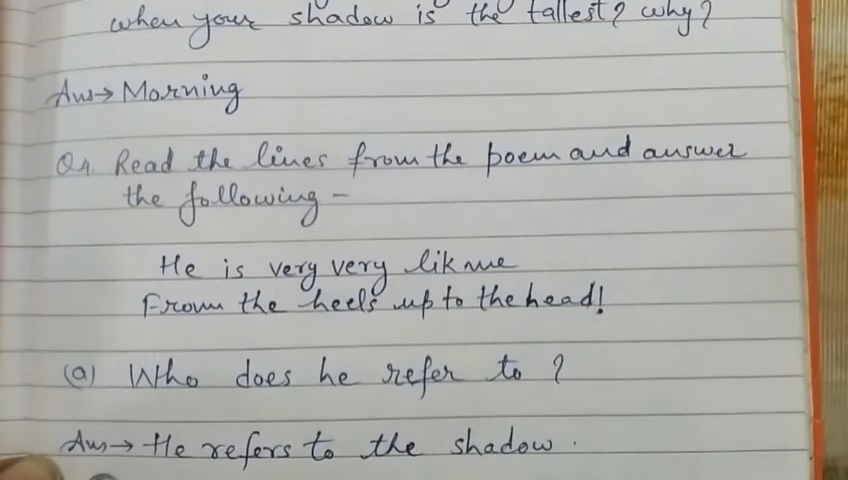 when your shadow is the tallest? why?
Ans→ Morning
Q4. Read the lines from the poem and answer
the following -
He is very very lik me
From the heels up to the head!
(a) Who does he refer to ?
Ans→ He refers to the shadow.